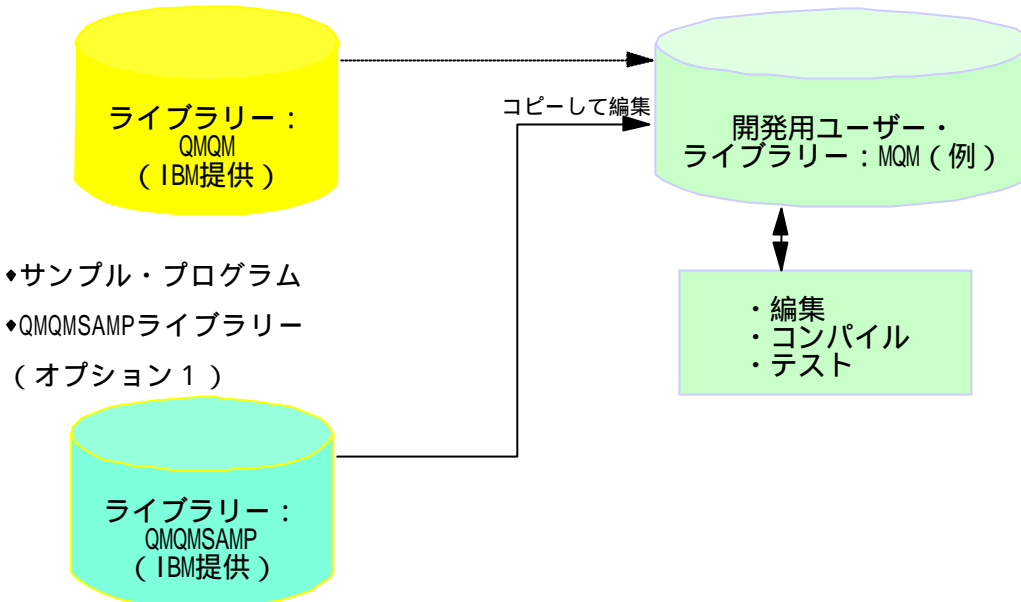 ライブラリー：
QMQM
（IBM提供）
コピーして編集
開発用ユーザー・
ライブラリー：MQM（例）
◆サンプル・プログラム
◆QMQMSAMPライブラリー
（オプション１）
・編集
・コンパイル
・テスト
ライブラリー：
QMQMSAMP
（IBM提供）